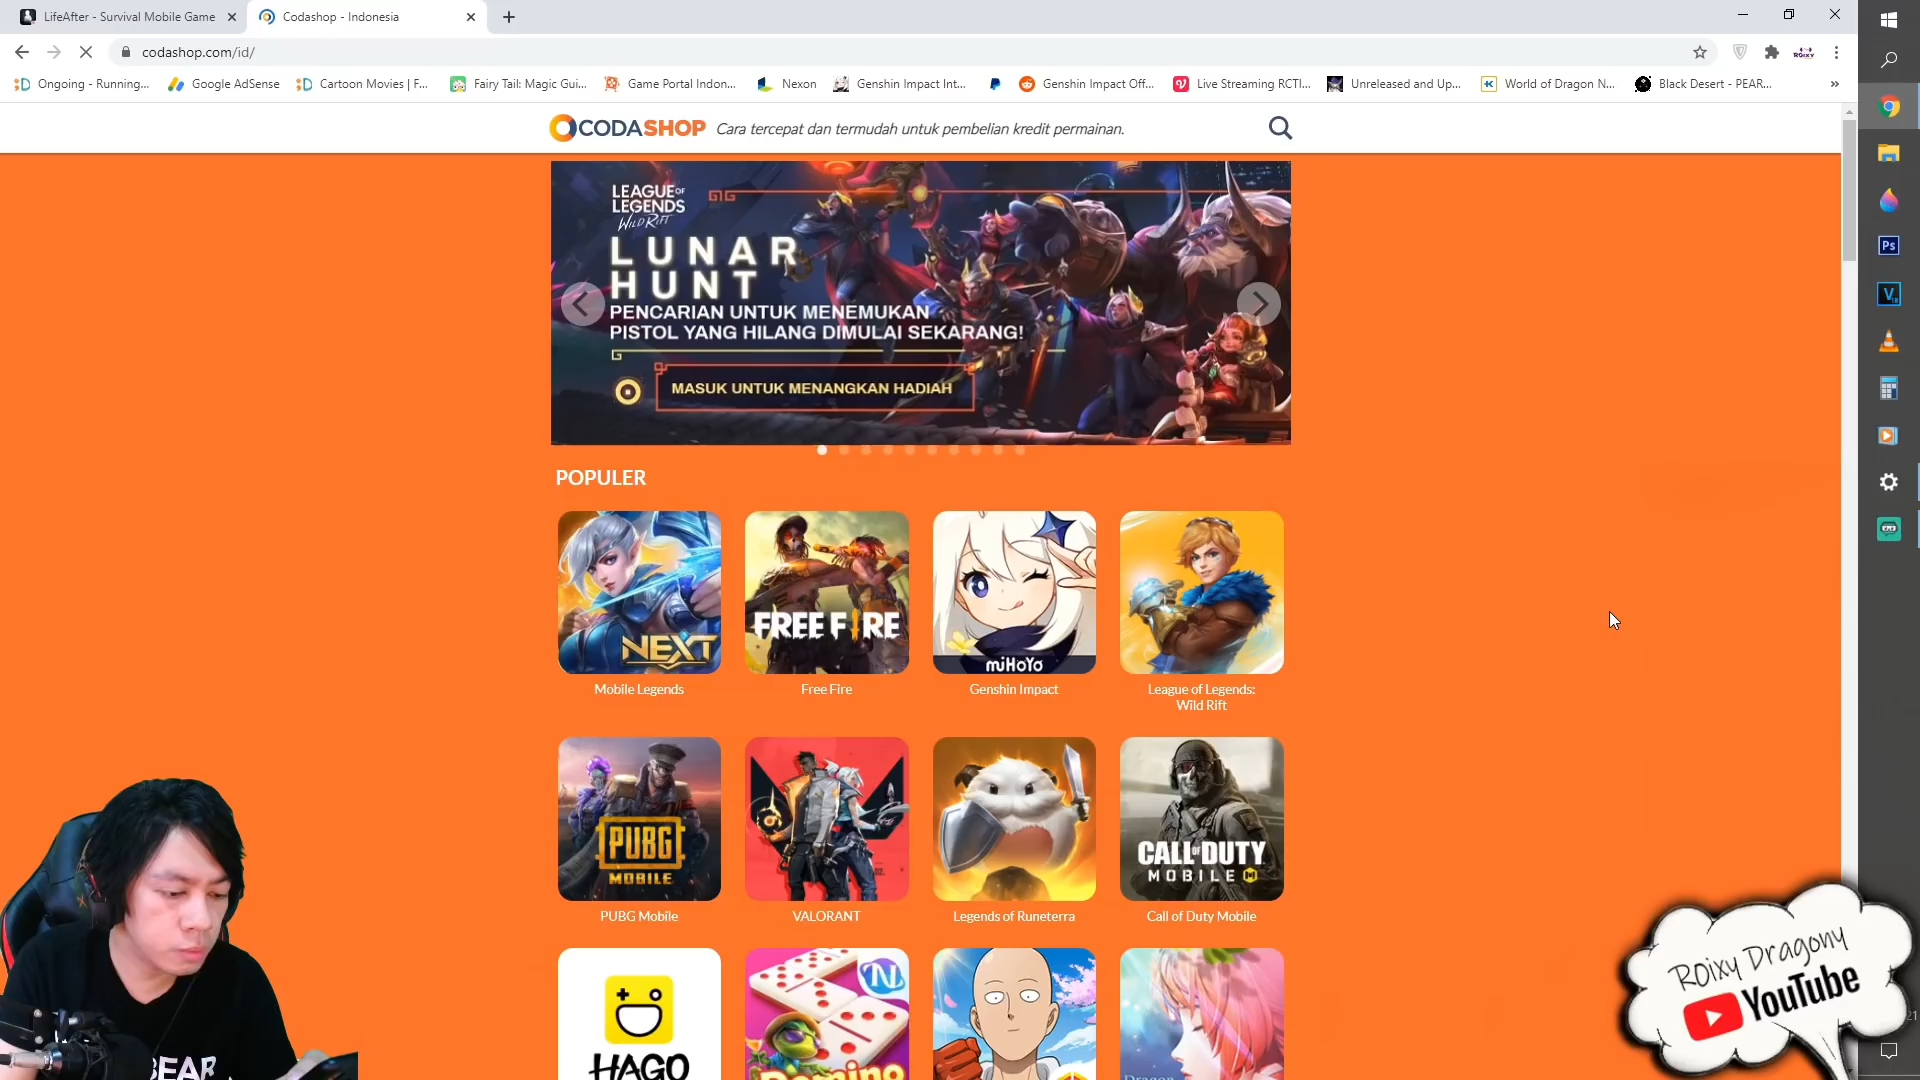 LifeAfter - Survival Mobile Game
Codashop - Indonesia
codashop.com/id/
Ongoing - Running...
Google AdSense
Cartoon Movies | F...
Fairy Tail: Magic Gui...
Game Portal Indon...
Nexon
Genshin Impact Int...
Genshin Impact Off...
Live Streaming RCTI...
Unreleased and Up...
World of Dragon N...
Black Desert - PEAR...
CODASHOP
Cara tercepat dan termudah untuk pembelian kredit permainan.
LEAGUE OF
LEGENDS
WILD RIFT
LUNAR
HUNT
PENCARIAN UNTUK MENEMUKAN
PISTOL YANG HILANG DIMULAI SEKARANG!
MASUK UNTUK MENANGKAN HADIAH
POPULER
NEXT
FREE FIRE
miHoYo
Mobile Legends
Free Fire
Genshin Impact
League of Legends:
Wild Rift
PUBG
MOBILE
CALL OF DUTY
MOBILE
PUBG Mobile
VALORANT
Legends of Runeterra
Call of Duty Mobile
HAGO
Domino
Dragon
BEAR
Roixy Dragony
YouTube
Ps